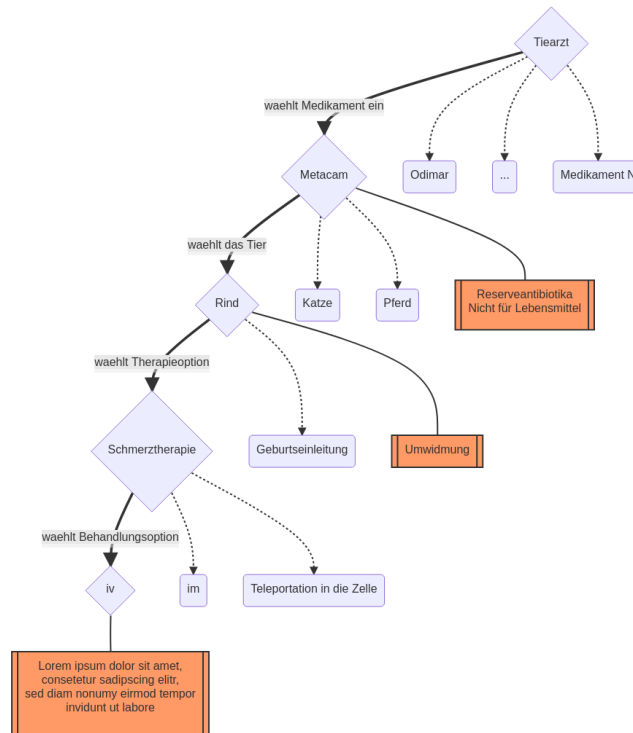 Tiearzt
waehlt Medikament ein
Metacam
Odimar
...
Medikament N
waehlt das Tier
Rind
Katze
Pferd
Reserveantibiotika
Nicht für Lebensmittel
waehlt Therapieoption
Schmerztherapie
Geburtseinleitung
Umwidmung
waehlt Behandlungsoption
iv
im
Teleportation in die Zelle
Lorem ipsum dolor sit amet,
consetetur sadipscing elitr,
sed diam nonumy eirmod tempor
invidunt ut labore